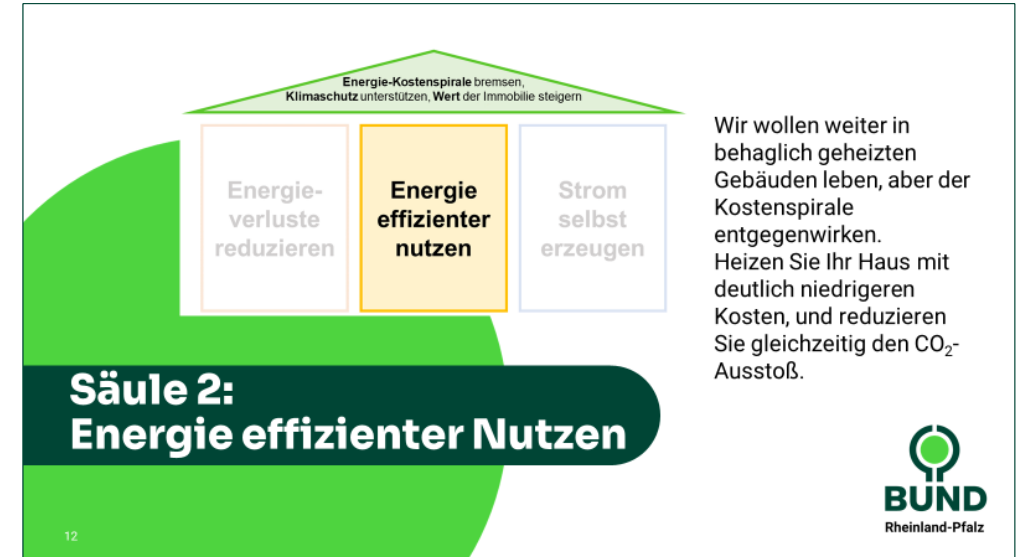 Energie-Kostenspirale bremsen,
Klimaschutz unterstützen, Wert der Immobilie steigern
Energie-
verluste
reduzieren
Energie
effizienter
nutzen
Strom
selbst
erzeugen
Wir wollen weiter in
behaglich geheizten
Gebäuden leben, aber der
Kostenspirale
entgegenwirken.
Heizen Sie Ihr Haus mit
deutlich niedrigeren
Kosten, und reduzieren
Sie gleichzeitig den CO₂-
Ausstoß.
Säule 2:
Energie effizienter Nutzen
BUND
Rheinland-Pfalz
12